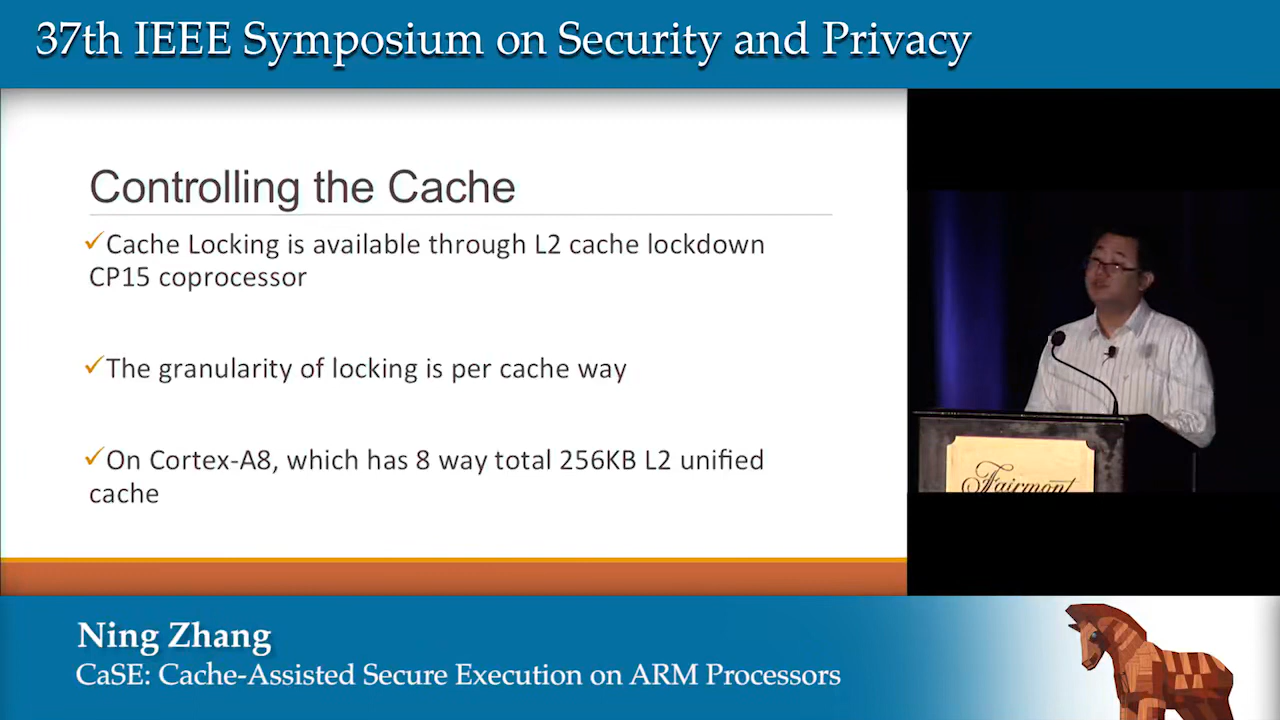 37th IEEE Symposium on Security and Privacy
Controlling the Cache
✓Cache Locking is available through L2 cache lockdown
CP15 coprocessor
✓The granularity of locking is per cache way
✓On Cortex-A8, which has 8 way total 256KB L2 unified
cache
Fairmont
Ning Zhang
CaSE: Cache-Assisted Secure Execution on ARM Processors